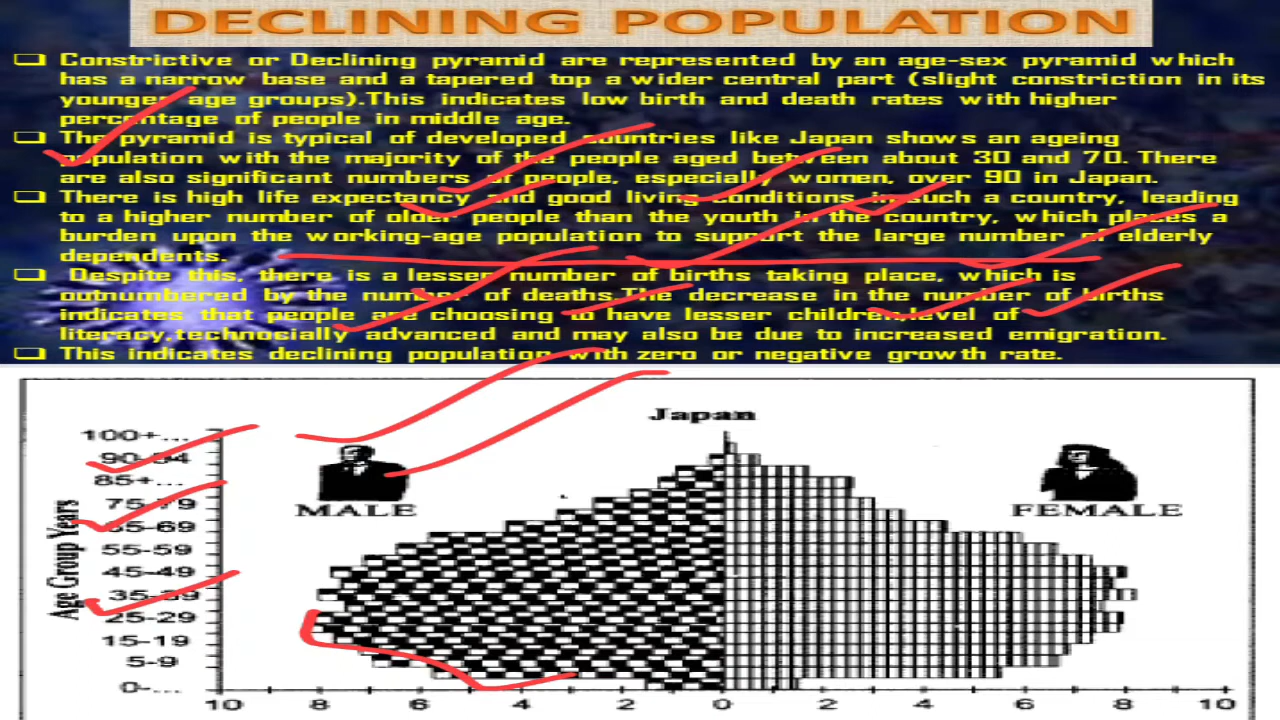 DECLINING POPULATION
❑ Constrictive or Declining pyramid are represented by an age-sex pyramid which
has a narrow base and a tapered top a wider central part (slight constriction in its
younger age groups).This indicates low birth and death rates with higher
percentage of people in middle age.
❑ The pyramid is typical of developed countries like Japan shows an ageing
population with the majority of the people aged between about 30 and 70. There
are also significant numbers of people, especially women, over 90 in Japan.
❑ There is high life expectancy and good living conditions in such a country, leading
to a higher number of older people than the youth in the country, which places a
burden upon the working-age population to support the large number of elderly
dependents.
❑ Despite this, there is a lesser number of births taking place, which is
outnumbered by the number of deaths.The decrease in the number of births
indicates that people are choosing to have lesser children,level of
literacy,technocially advanced and may also be due to increased emigration.
❑ This indicates declining population with zero or negative growth rate.
Japan
MALE
FEMALE
Age Group Years
100+...
90-94
85+...
75-79
65-69
55-59
45-49
35-39
25-29
15-19
5-9
0-...
10 8 6 4 2 0 2 4 6 8 10